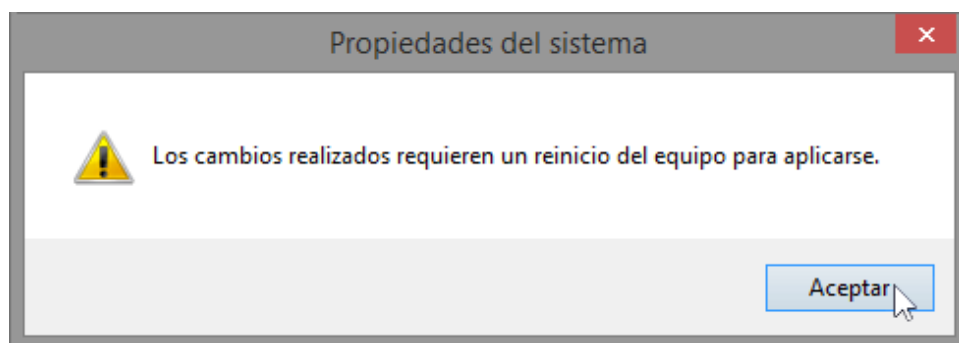 Propiedades del sistema
Los cambios realizados requieren un reinicio del equipo para aplicarse.
Aceptar